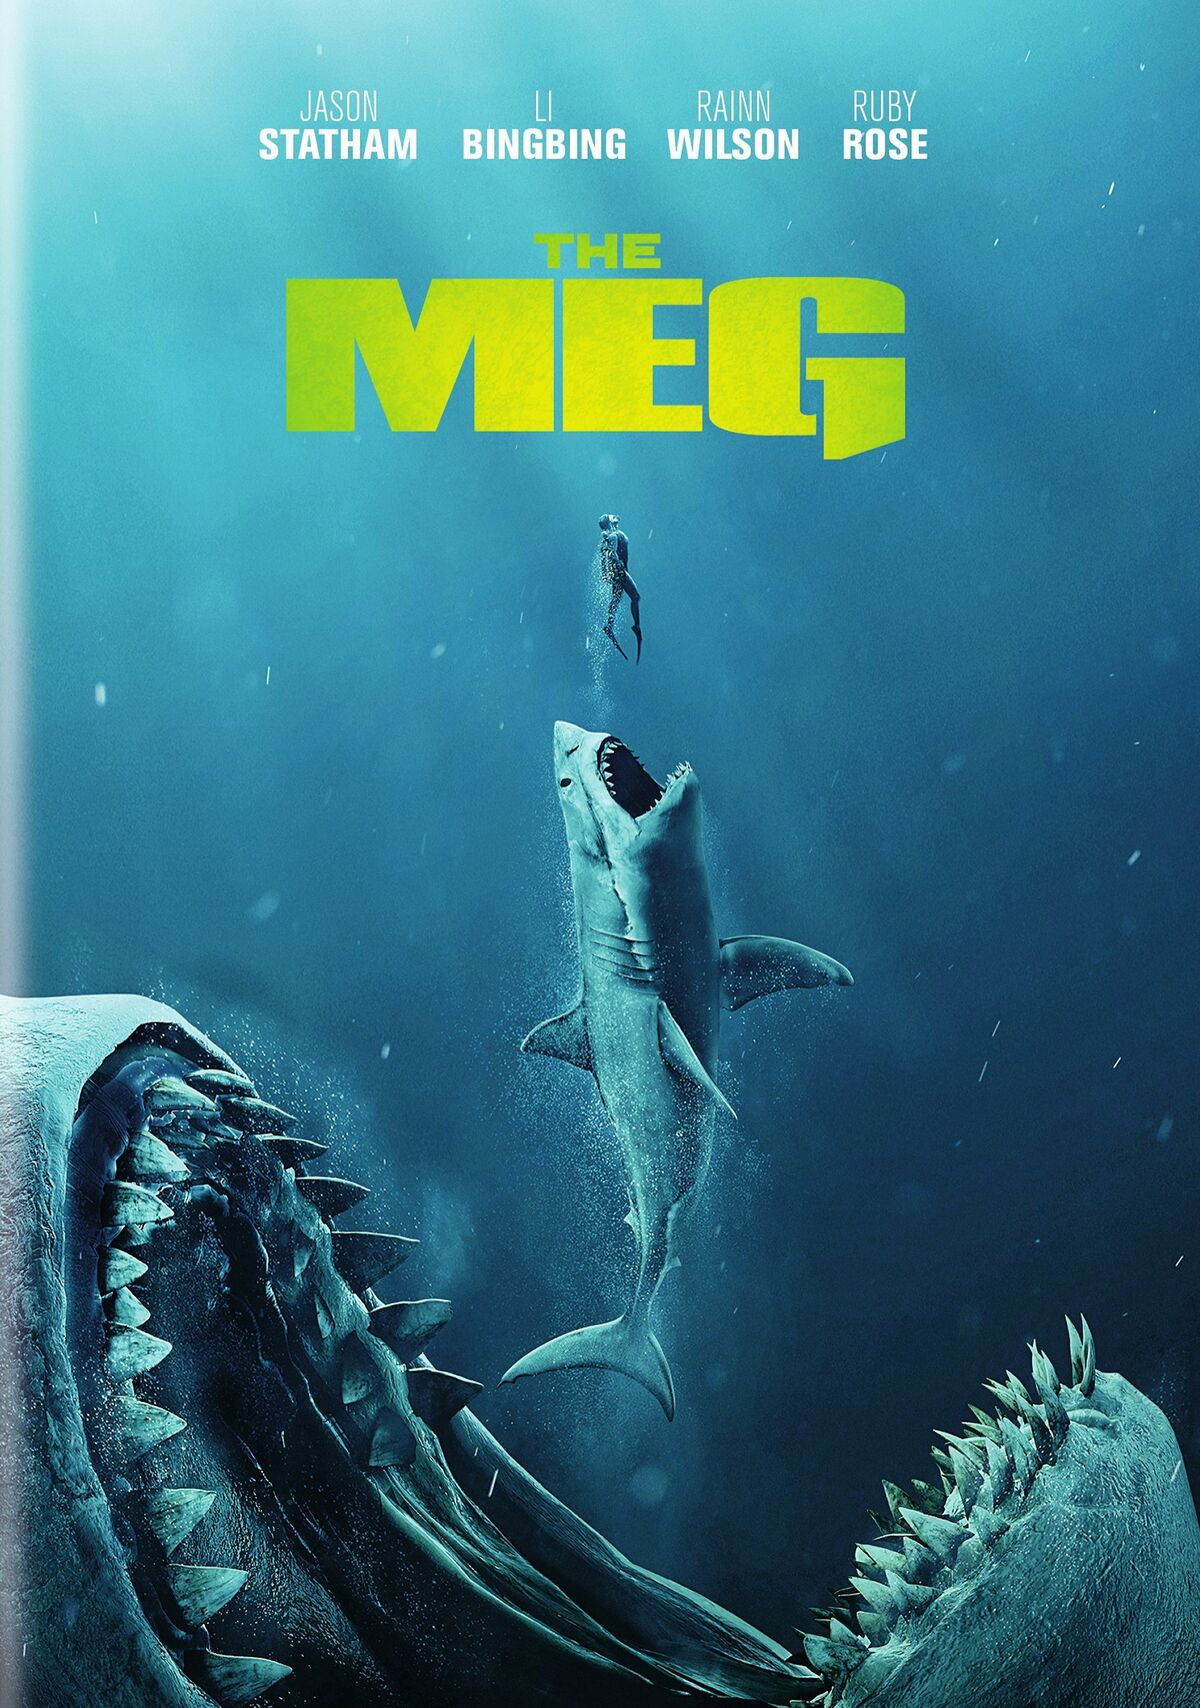 JASON LI RAINN RUBY
STATHAM BINGBING WILSON ROSE
THE
MEG